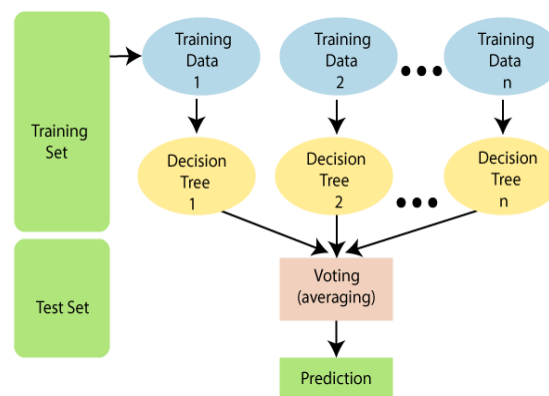 Training
Set
Training
Data
1
Training
Data
2
Training
Data
n
Decision
Tree
1
Decision
Tree
2
Decision
Tree
n
Test Set
Voting
(averaging)
Prediction